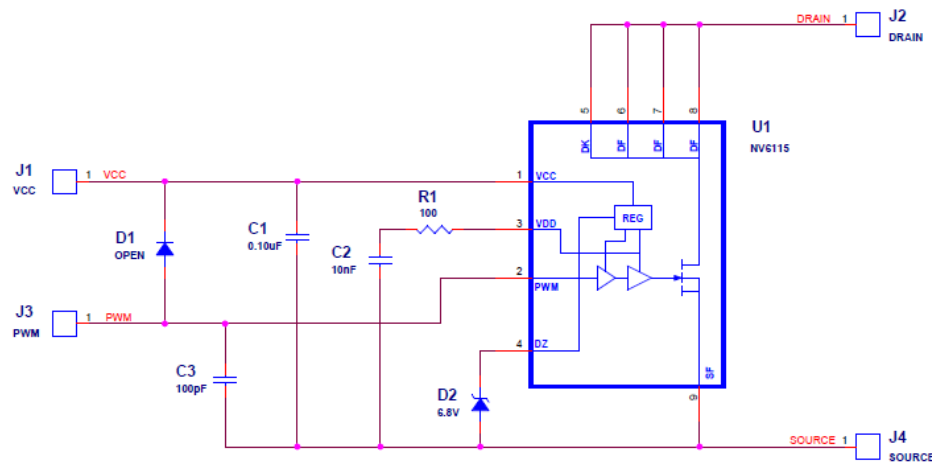 DRAIN 1
J2
DRAIN
5
6
7
8
U1
NV6115
DK
DF
DF
DF
J1
VCC
1 VCC
1
VCC
R1
100
REG
3
VDD
D1
OPEN
C1
0.10uF
C2
10nF
2
PWM
J3
PWM
1 PWM
4
DZ
C3
100pF
D2
6.8V
SF
9
SOURCE 1
J4
SOURCE